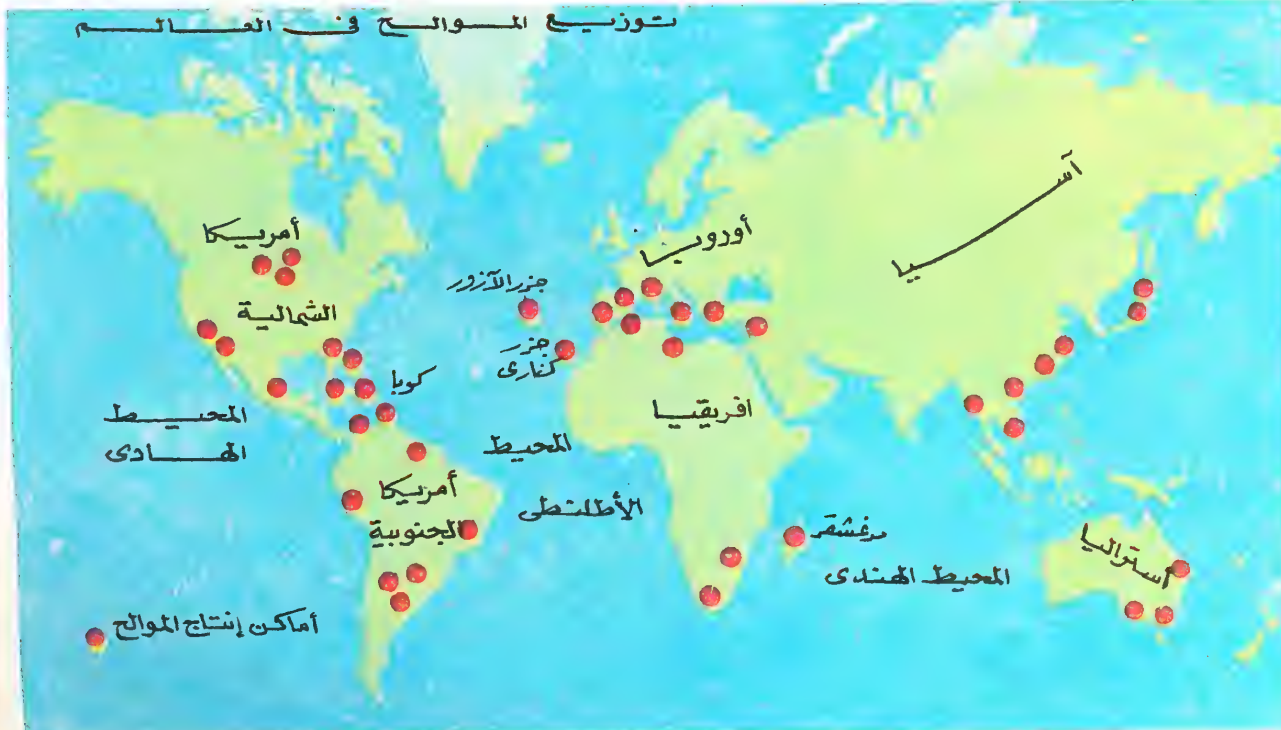 توزيع الموالح فى العالم
آسيا
أوروبا
أمريكا
الشمالية
جزر الآزور
جزر
كنارى
كوبا
افريقيا
المحيط
الهادى
المحيط
الأطلنطى
أمريكا
الجنوبية
مدغشقر
المحيط الهندى
أستراليا
أماكن إنتاج الموالح